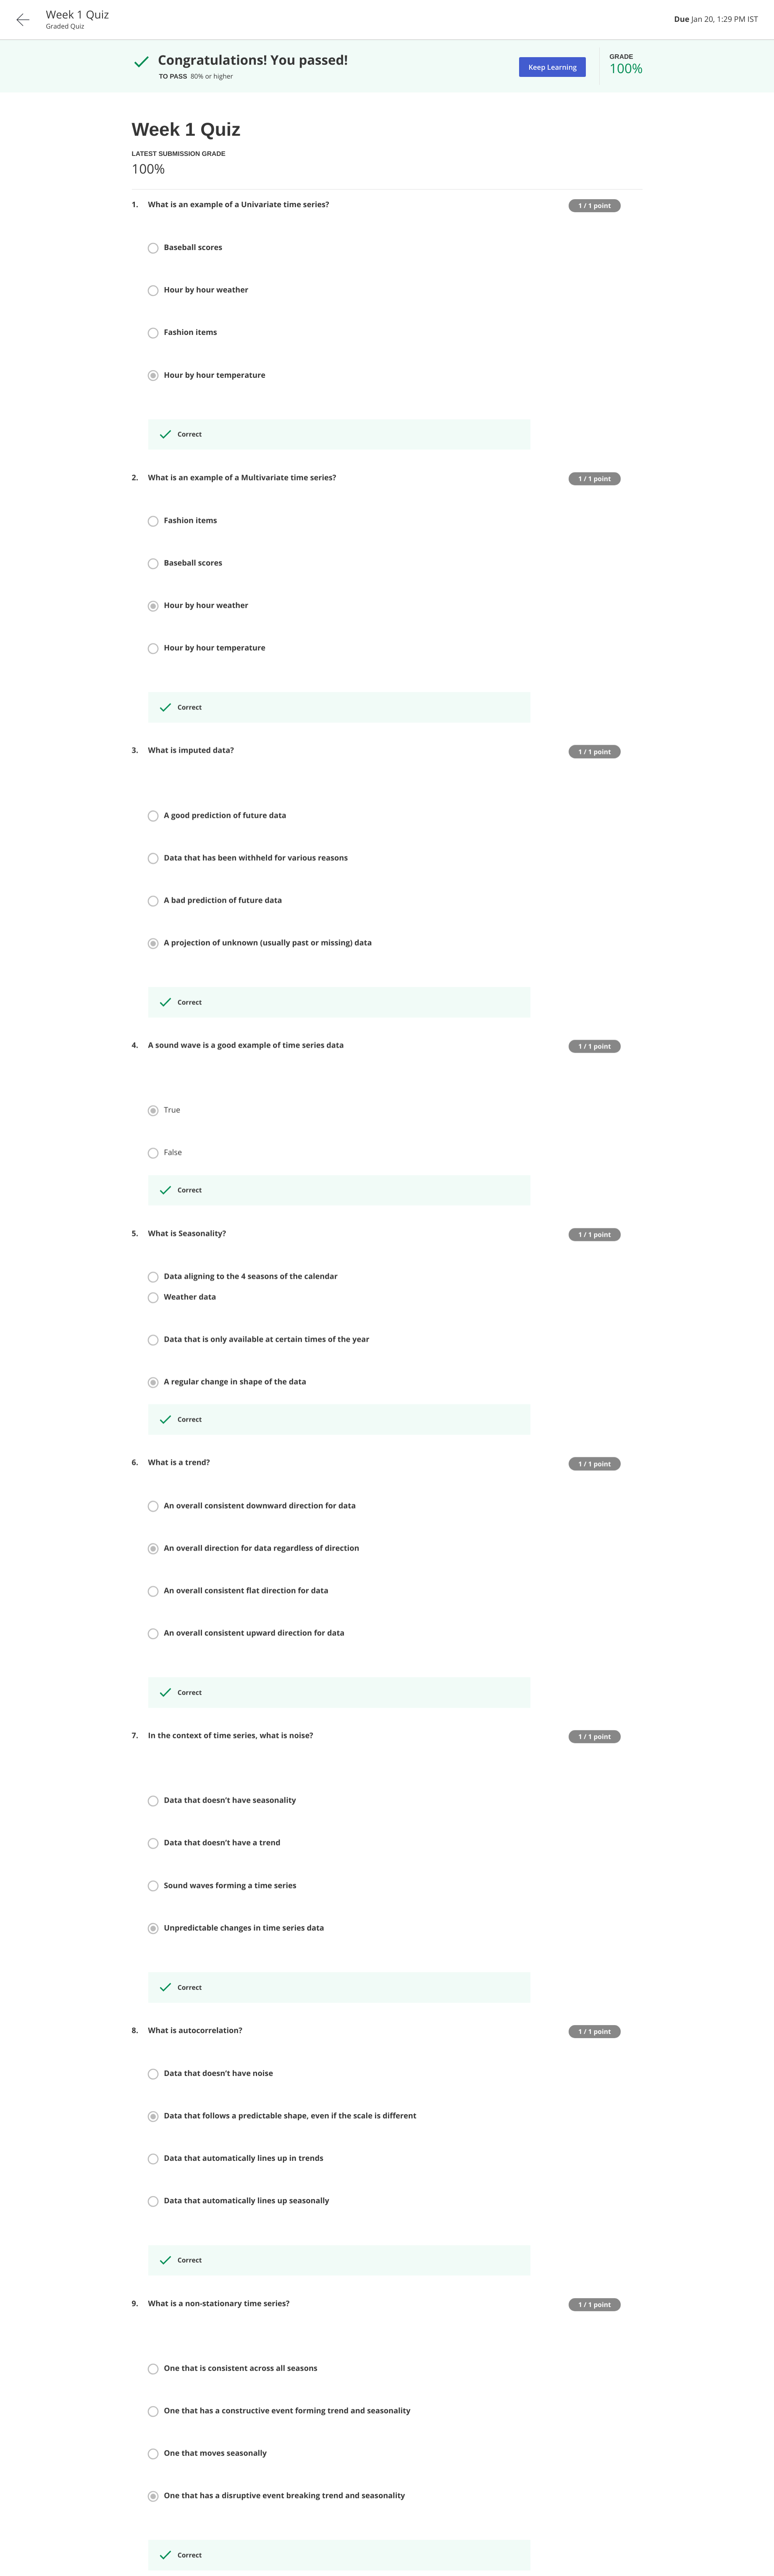 Week 1 Quiz
Graded Quiz
Due Jan 20, 1:29 PM IST
Congratulations! You passed!
TO PASS 80% or higher
Keep Learning
GRADE
100%
Week 1 Quiz
LATEST SUBMISSION GRADE
100%
1. What is an example of a Univariate time series?
1 / 1 point
Baseball scores
Hour by hour weather
Fashion items
Hour by hour temperature
Correct
2. What is an example of a Multivariate time series?
1 / 1 point
Fashion items
Baseball scores
Hour by hour weather
Hour by hour temperature
Correct
3. What is imputed data?
1 / 1 point
A good prediction of future data
Data that has been withheld for various reasons
A bad prediction of future data
A projection of unknown (usually past or missing) data
Correct
4. A sound wave is a good example of time series data
1 / 1 point
True
False
Correct
5. What is Seasonality?
1 / 1 point
Data aligning to the 4 seasons of the calendar
Weather data
Data that is only available at certain times of the year
A regular change in shape of the data
Correct
6. What is a trend?
1 / 1 point
An overall consistent downward direction for data
An overall direction for data regardless of direction
An overall consistent flat direction for data
An overall consistent upward direction for data
Correct
7. In the context of time series, what is noise?
1 / 1 point
Data that doesn't have seasonality
Data that doesn't have a trend
Sound waves forming a time series
Unpredictable changes in time series data
Correct
8. What is autocorrelation?
1 / 1 point
Data that doesn't have noise
Data that follows a predictable shape, even if the scale is different
Data that automatically lines up in trends
Data that automatically lines up seasonally
Correct
9. What is a non-stationary time series?
1 / 1 point
One that is consistent across all seasons
One that has a constructive event forming trend and seasonality
One that moves seasonally
One that has a disruptive event breaking trend and seasonality
Correct